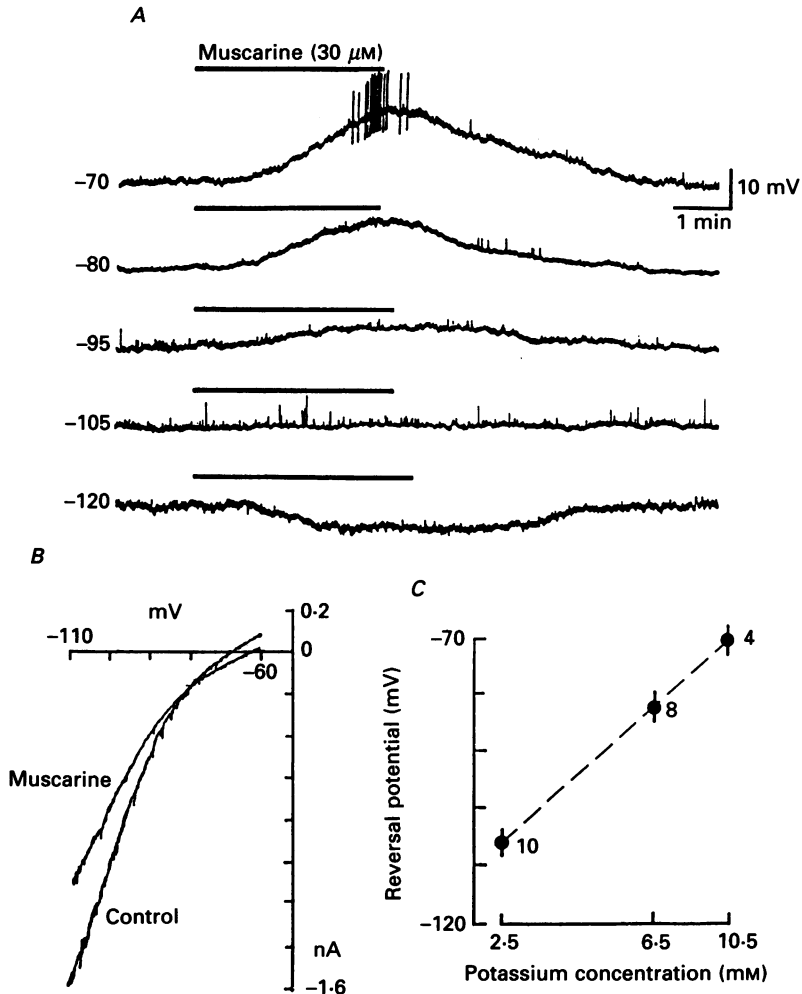 A
Muscarine (30 μM)
−70
10 mV
1 min
−80
−95
−105
−120
B
mV
0·2
−110
0
−60
Muscarine
Control
nA
−1·6
C
−70
4
8
10
Reversal potential (mV)
−120
2·5
6·5
10·5
Potassium concentration (mM)